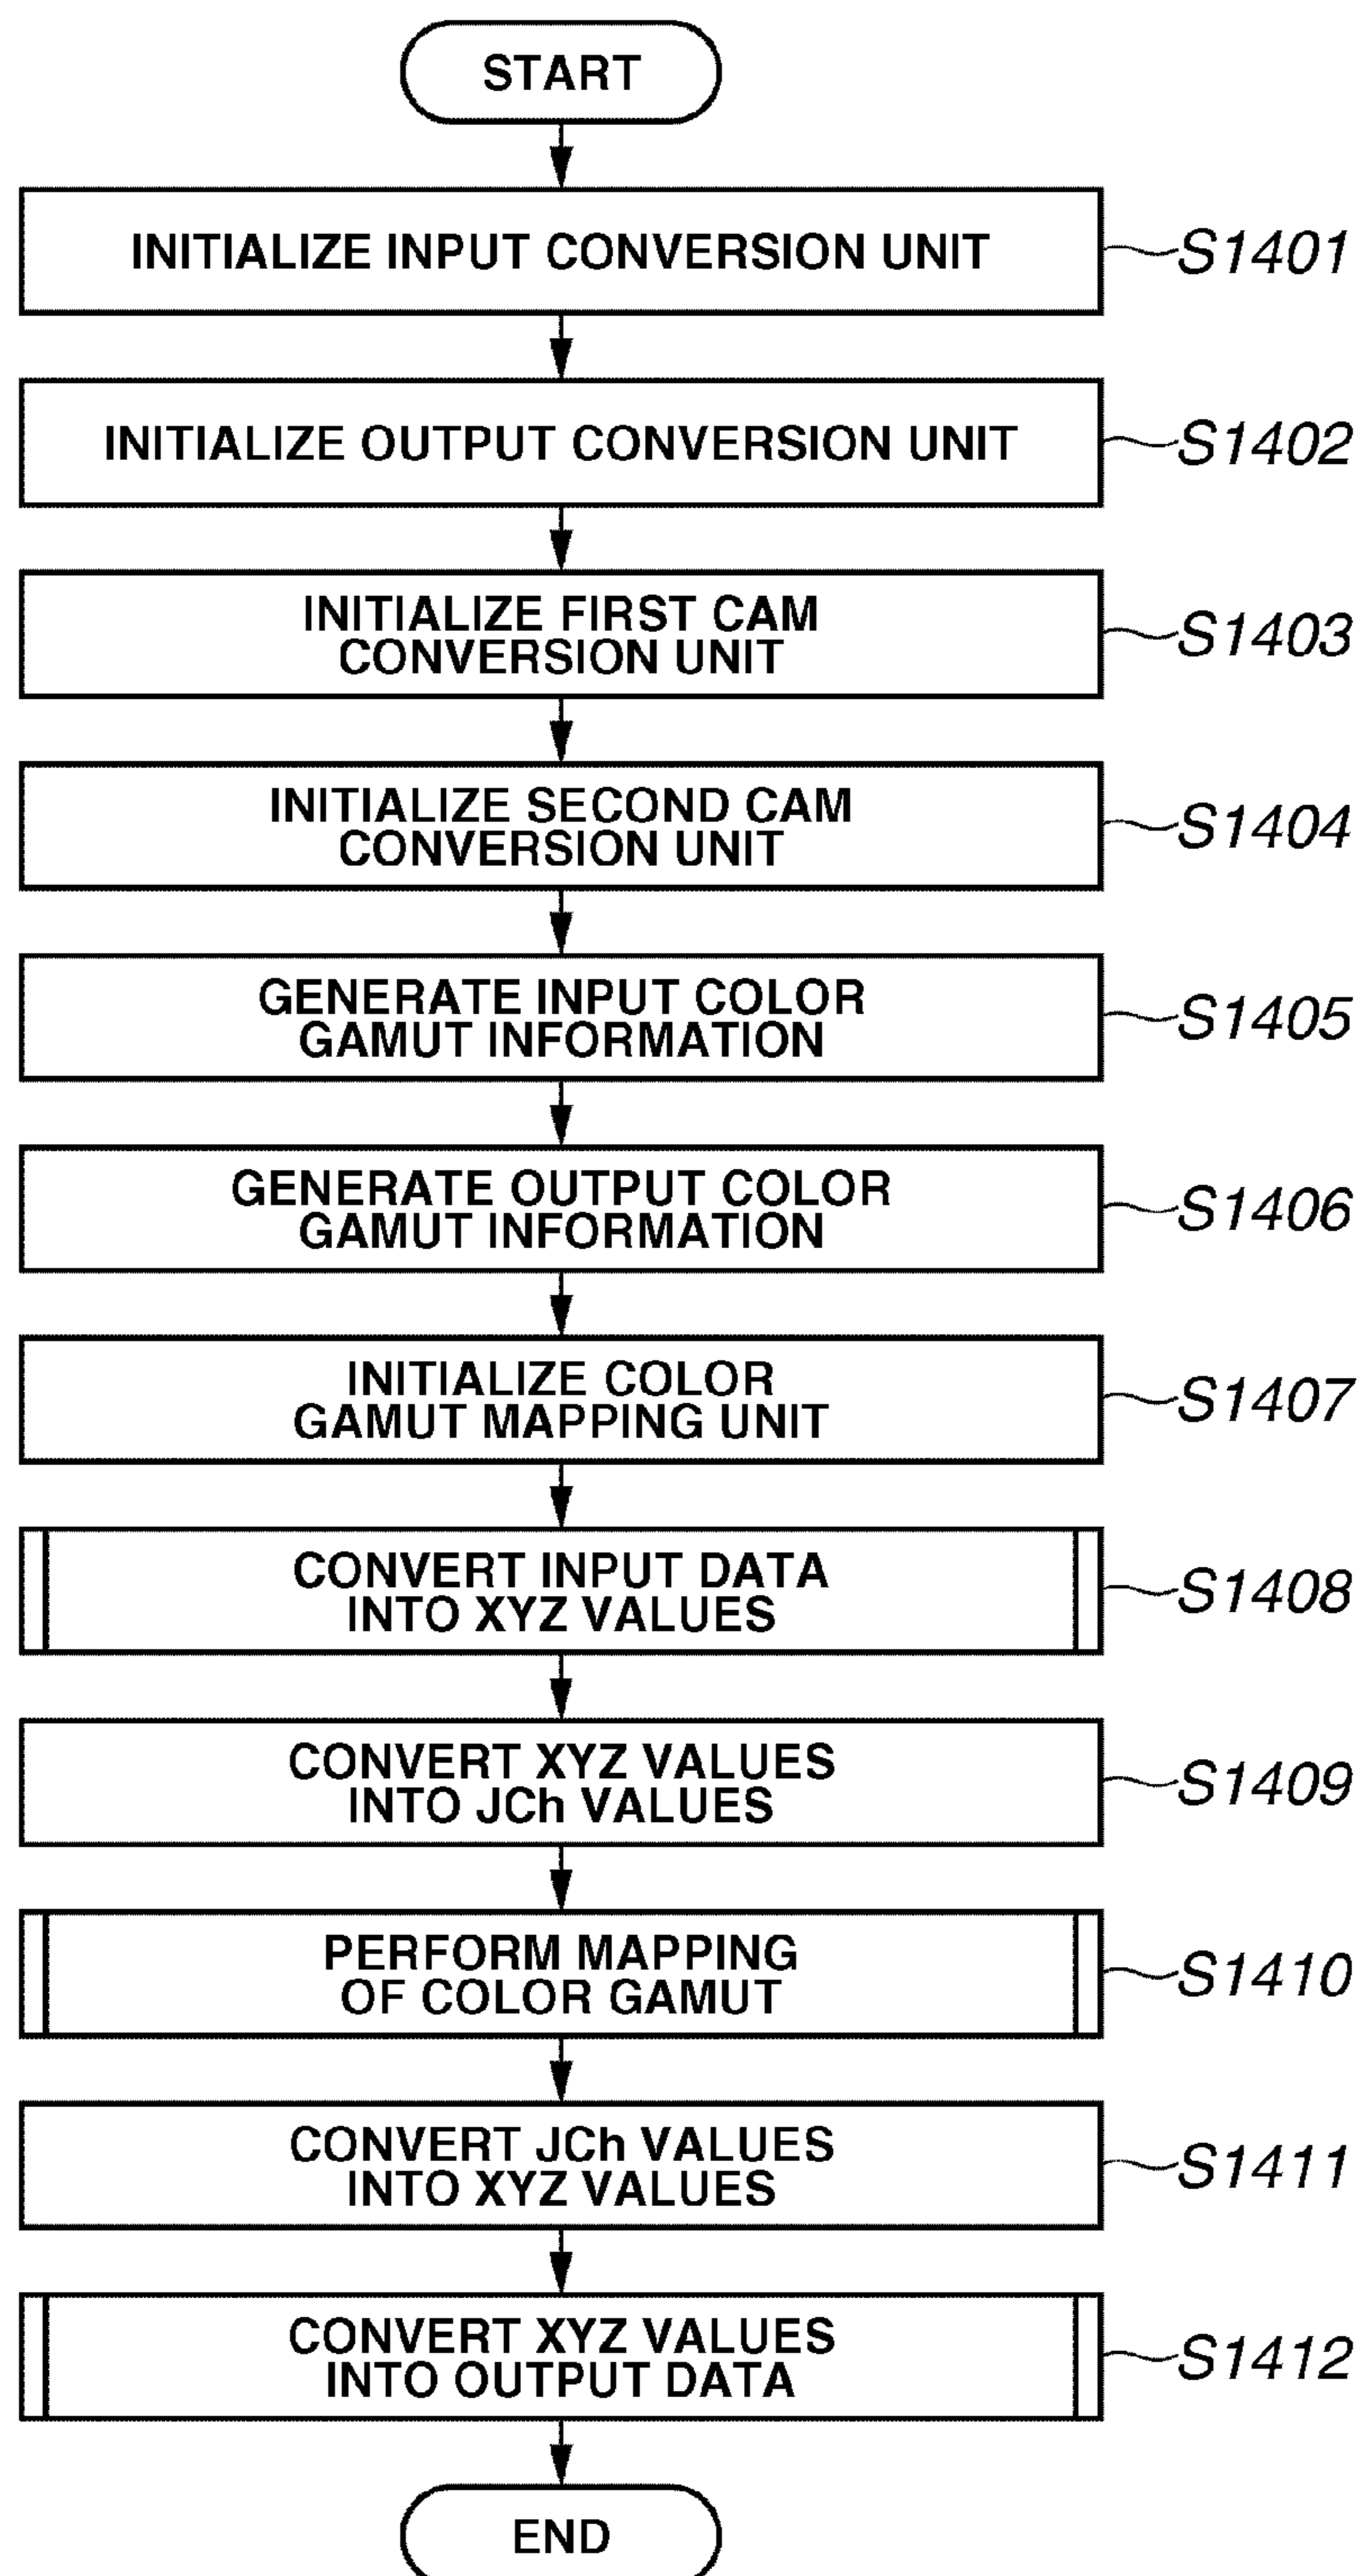 START
INITIALIZE INPUT CONVERSION UNIT
S1401
INITIALIZE OUTPUT CONVERSION UNIT
S1402
INITIALIZE FIRST CAM
CONVERSION UNIT
S1403
INITIALIZE SECOND CAM
CONVERSION UNIT
S1404
GENERATE INPUT COLOR
GAMUT INFORMATION
S1405
GENERATE OUTPUT COLOR
GAMUT INFORMATION
S1406
INITIALIZE COLOR
GAMUT MAPPING UNIT
S1407
CONVERT INPUT DATA
INTO XYZ VALUES
S1408
CONVERT XYZ VALUES
INTO JCh VALUES
S1409
PERFORM MAPPING
OF COLOR GAMUT
S1410
CONVERT JCh VALUES
INTO XYZ VALUES
S1411
CONVERT XYZ VALUES
INTO OUTPUT DATA
S1412
END